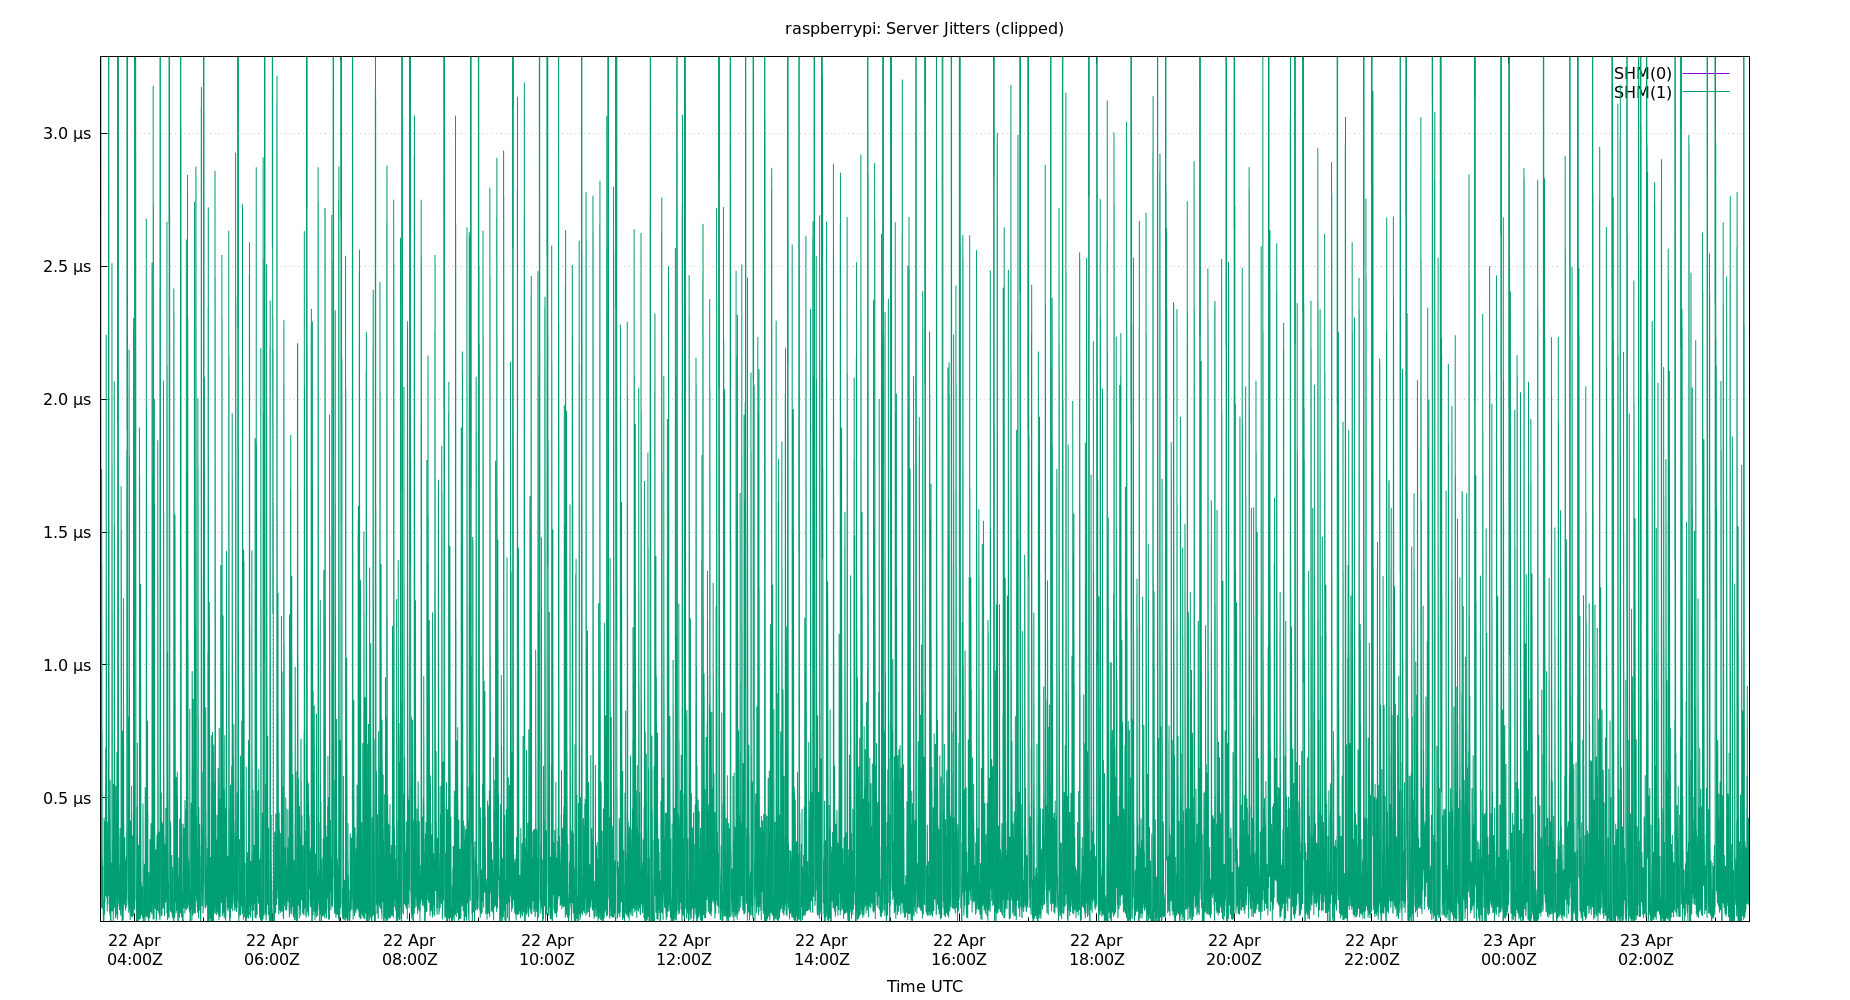 raspberrypi: Server Jitters (clipped)
SHM(0)
SHM(1)
3.0 µs
2.5 µs
2.0 µs
1.5 µs
1.0 µs
0.5 µs
22 Apr 22 Apr 22 Apr 22 Apr 22 Apr 22 Apr 22 Apr 22 Apr 22 Apr 22 Apr 23 Apr 23 Apr
04:00Z 06:00Z 08:00Z 10:00Z 12:00Z 14:00Z 16:00Z 18:00Z 20:00Z 22:00Z 00:00Z 02:00Z
Time UTC